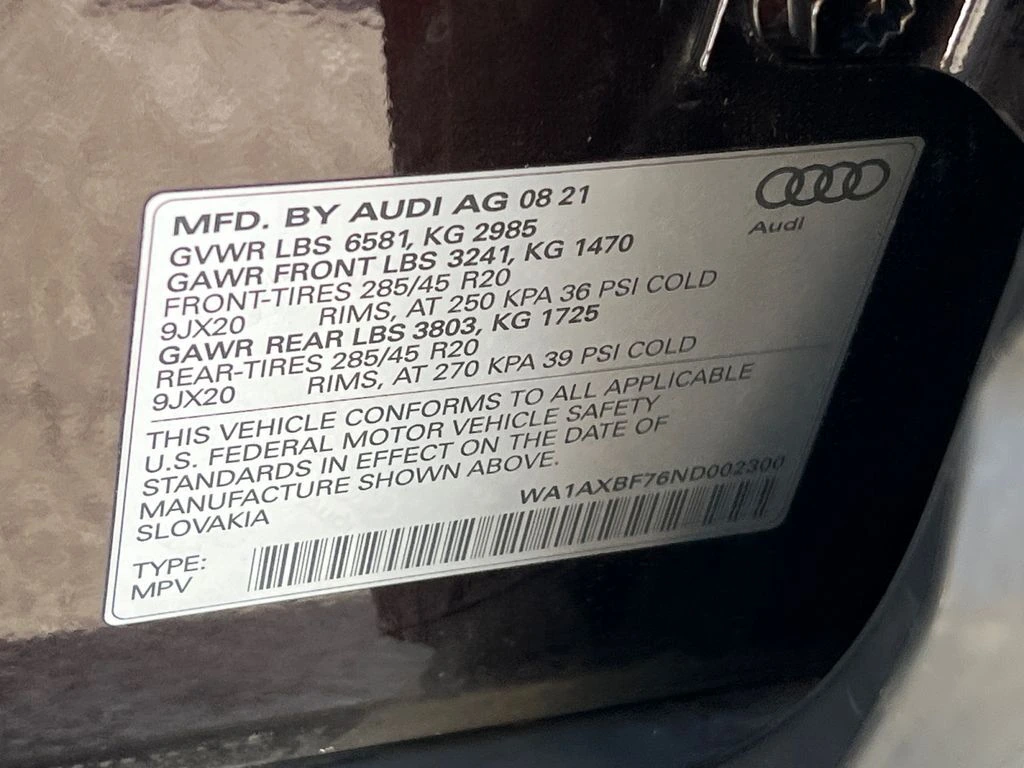 MFD. BY AUDI AG 08 21
GVWR LBS 6581, KG 2985
GAWR FRONT LBS 3241, KG 1470
FRONT-TIRES 285/45 R20
9JX20 RIMS, AT 250 KPA 36 PSI COLD
GAWR REAR LBS 3803, KG 1725
REAR-TIRES 285/45 R20
9JX20 RIMS, AT 270 KPA 39 PSI COLD
Audi
THIS VEHICLE CONFORMS TO ALL APPLICABLE
U.S. FEDERAL MOTOR VEHICLE SAFETY
STANDARDS IN EFFECT ON THE DATE OF
MANUFACTURE SHOWN ABOVE.
SLOVAKIA
WA1AXBF76ND002300
TYPE:
MPV